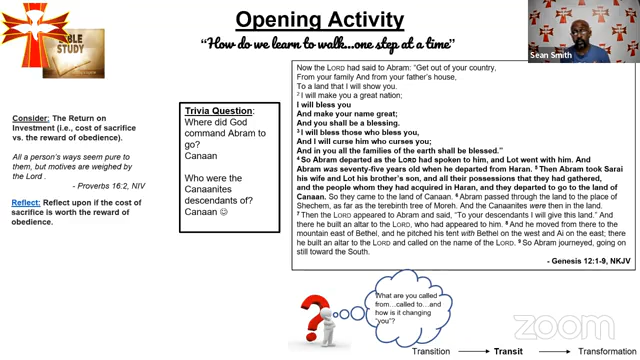 Opening Activity
“How do we learn to walk...one step at a time”
BIBLE
STUDY
Sean Smith
Consider: The Return on
Investment (i.e., cost of sacrifice
vs. the reward of obedience).
All a person's ways seem pure to
them, but motives are weighed by
the Lord .
- Proverbs 16:2, NIV
Reflect: Reflect upon if the cost of
sacrifice is worth the reward of
obedience.
Trivia Question:
Where did God
command Abram to
go?
Canaan
Who were the
Canaanites
descendants of?
Canaan ☺
Now the LORD had said to Abram: “Get out of your country,
From your family And from your father's house,
To a land that I will show you.
2 I will make you a great nation;
I will bless you
And make your name great;
And you shall be a blessing.
3 I will bless those who bless you,
And I will curse him who curses you;
And in you all the families of the earth shall be blessed.”
4 So Abram departed as the LORD had spoken to him, and Lot went with him. And
Abram was seventy-five years old when he departed from Haran. 5 Then Abram took Sarai
his wife and Lot his brother's son, and all their possessions that they had gathered,
and the people whom they had acquired in Haran, and they departed to go to the land of
Canaan. So they came to the land of Canaan. 6 Abram passed through the land to the place of
Shechem, as far as the terebinth tree of Moreh. And the Canaanites were then in the land.
7 Then the LORD appeared to Abram and said, “To your descendants I will give this land.” And
there he built an altar to the LORD, who had appeared to him. 8 And he moved from there to the
mountain east of Bethel, and he pitched his tent with Bethel on the west and Ai on the east; there
he built an altar to the LORD and called on the name of the LORD. 9 So Abram journeyed, going on
still toward the South.
- Genesis 12:1-9, NKJV
What are you called
from...called to...and
how is it changing
“you”?
zoom
Transition Transit Transformation